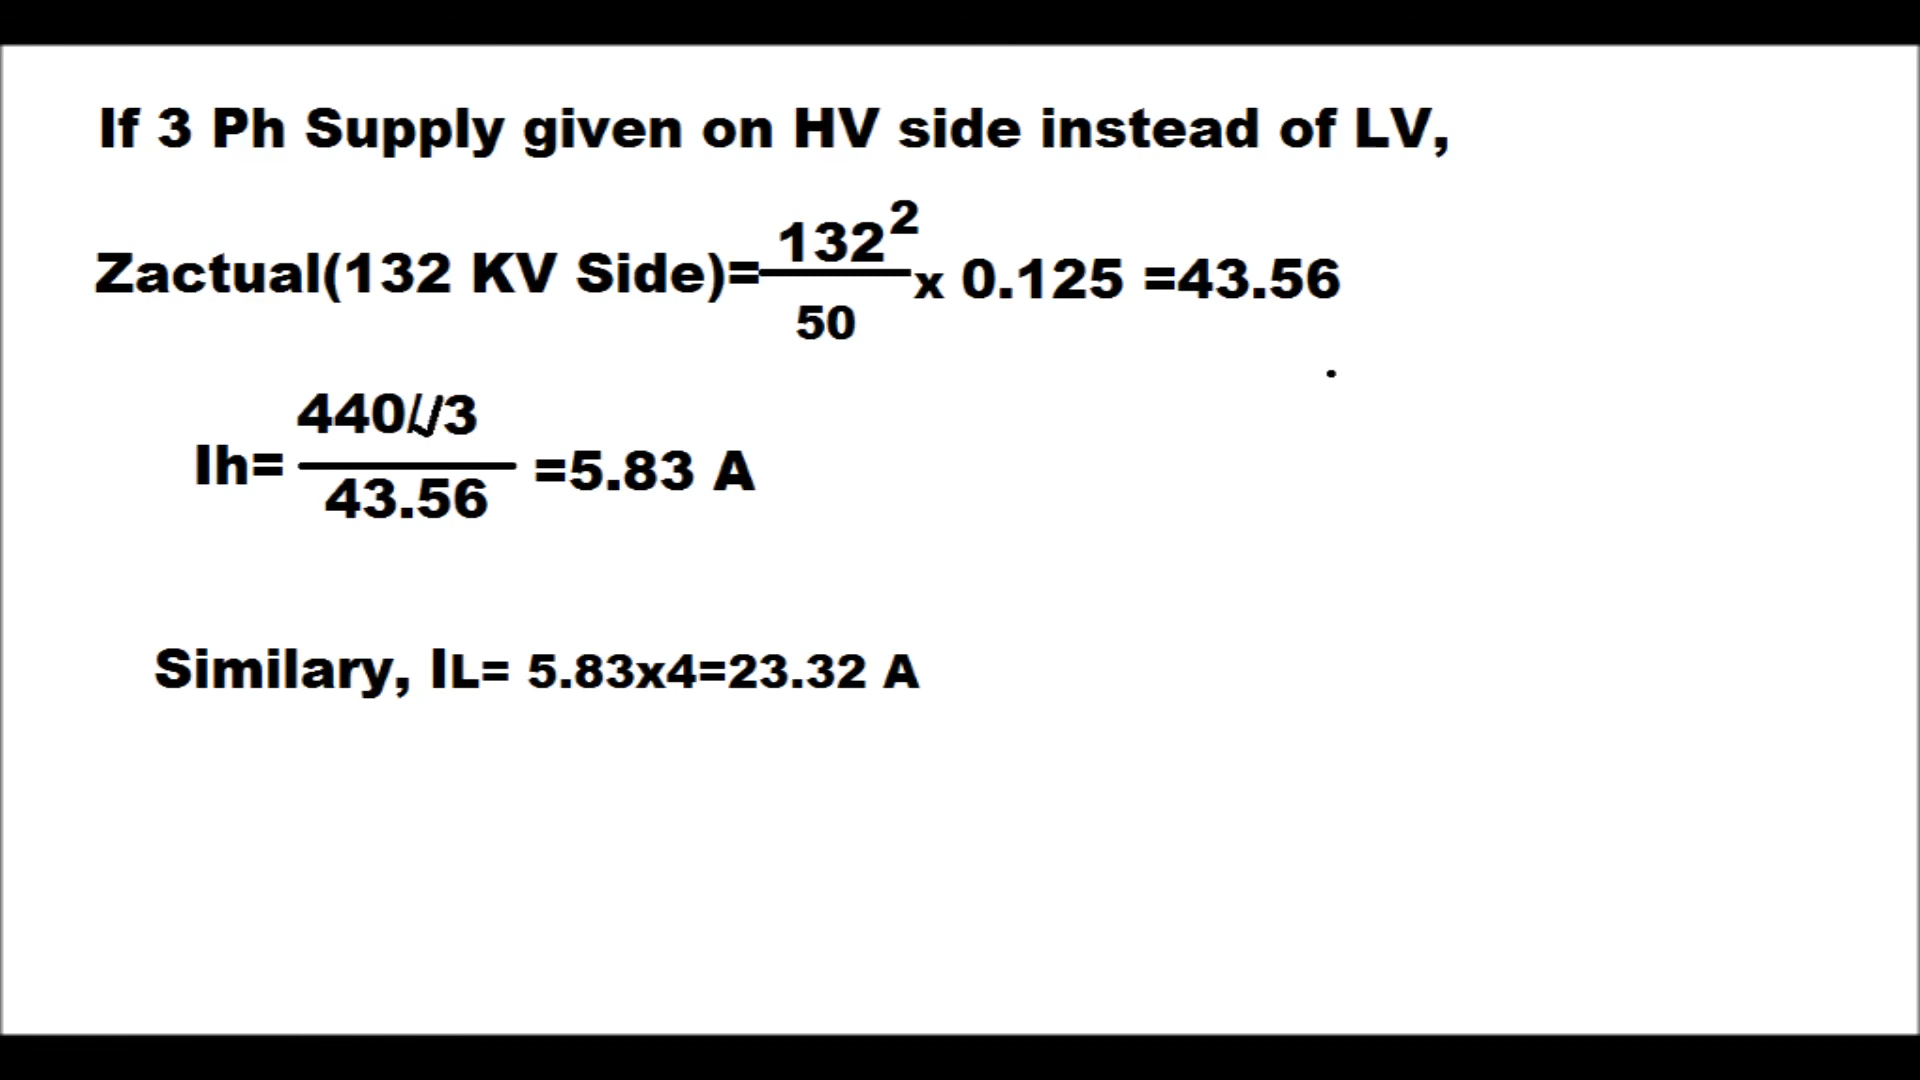 If 3 Ph Supply given on HV side instead of LV,
Zactual(132 KV Side)=132²/50 x 0.125 =43.56
Ih= 440/√3 / 43.56 =5.83 A
Similary, IL= 5.83x4=23.32 A